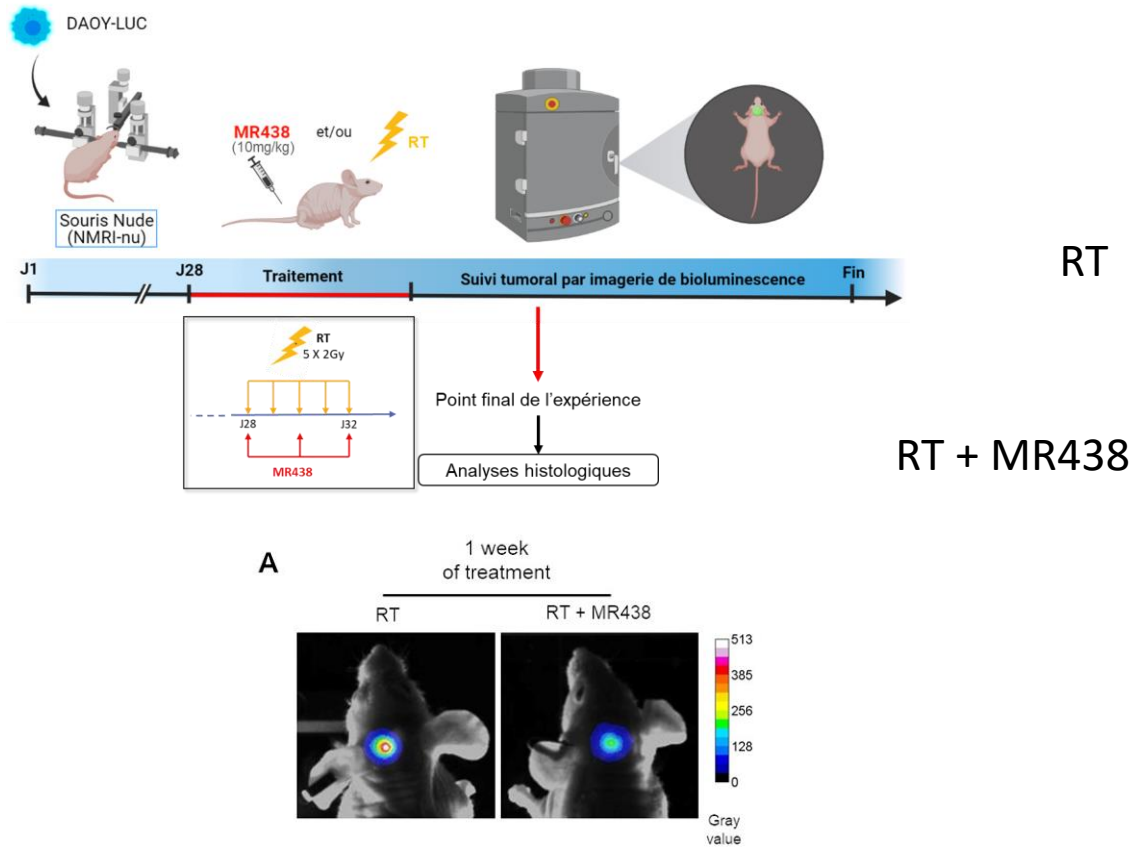 DAOY-LUC
Souris Nude
(NMRI-nu)
MR438
(10mg/kg)
et/ou
RT
J1
J28
Traitement
Suivi tumoral par imagerie de bioluminescence
Fin
RT
RT
5 X 2Gy
J28
J32
MR438
Point final de l’expérience
Analyses histologiques
RT + MR438
A
1 week
of treatment
RT
RT + MR438
513
385
256
128
0
Gray
value